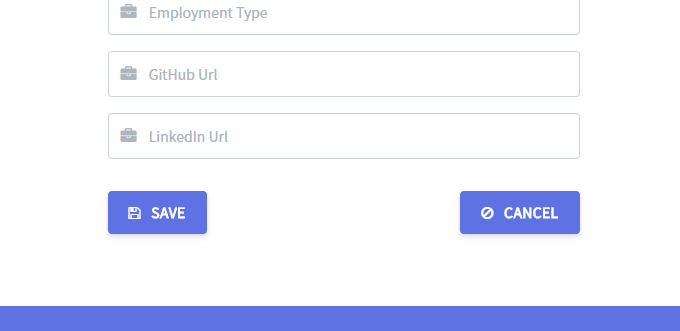 Employment Type
GitHub Url
LinkedIn Url
SAVE
CANCEL